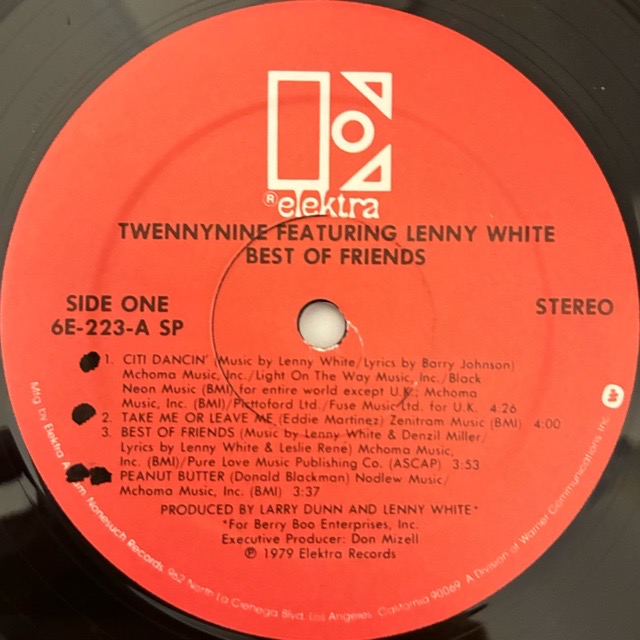 ® elektra
TWENNYNINE FEATURING LENNY WHITE
BEST OF FRIENDS
SIDE ONE
6E-223-A SP
STEREO
1. CITI DANCIN' (Music by Lenny White/Lyrics by Barry Johnson)
Mchoma Music, Inc./Light On The Way Music, Inc./Black
Neon Music (BMI) for entire world except U.K.; Mchoma
Music, Inc. (BMI)/Picttoford Ltd./Fuse Music Ltd. for U.K. 4:26
2. TAKE ME OR LEAVE ME (Eddie Martinez) Zenitram Music (BMI) 4:00
3. BEST OF FRIENDS (Music by Lenny White & Denzil Miller/
Lyrics by Lenny White & Leslie René) Mchoma Music,
Inc. (BMI)/Pure Love Music Publishing Co. (ASCAP) 3:53
PEANUT BUTTER (Donald Blackman) Nodlew Music/
Mchoma Music, Inc. (BMI) 3:37
PRODUCED BY LARRY DUNN AND LENNY WHITE*
*For Berry Boo Enterprises, Inc.
Executive Producer: Don Mizell
℗ 1979 Elektra Records
Mfg by Elektra Nonesuch Records, 962 North La Cienega Blvd. Los Angeles, California 90069. A Division of Warner Communications Inc.